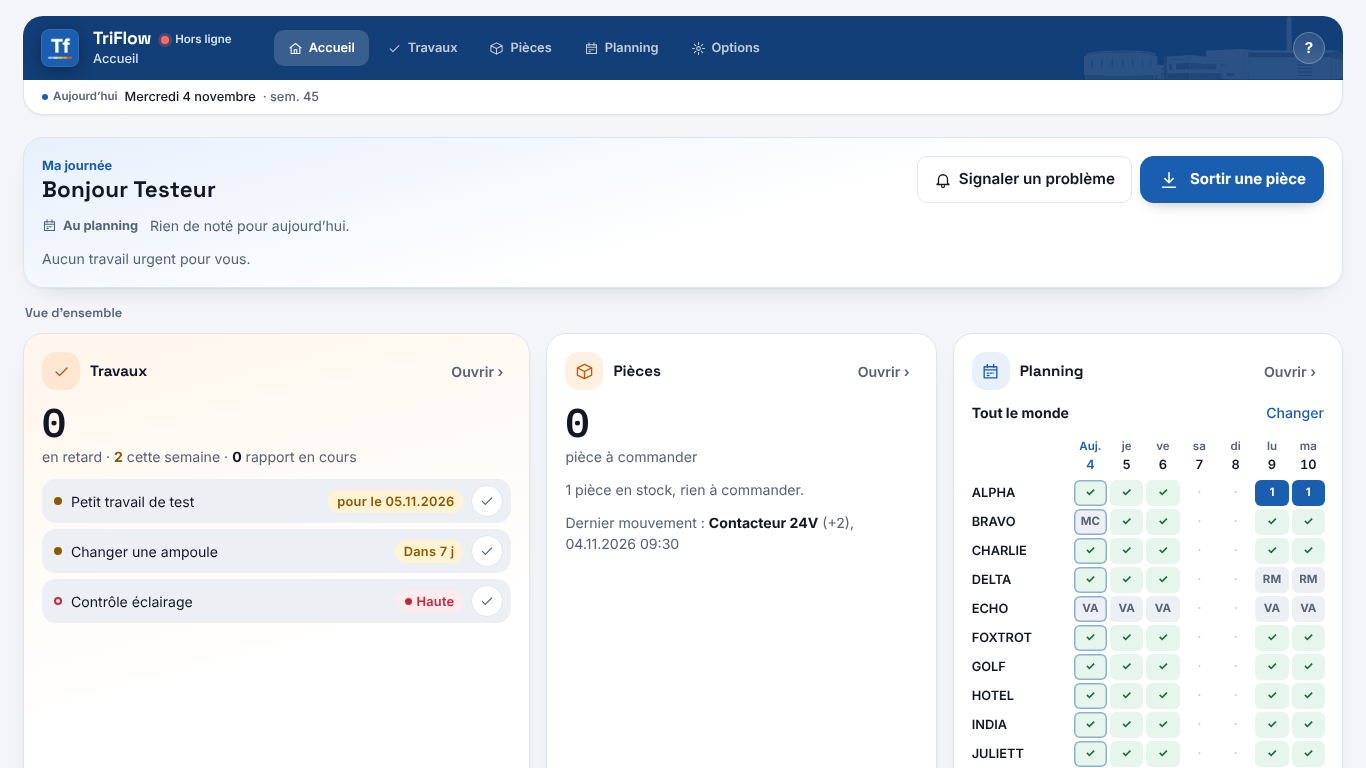 Tf
TriFlow Hors ligne
Accueil
Accueil
Travaux
Pièces
Planning
Options
?
Aujourd'hui Mercredi 4 novembre · sem. 45
Ma journée
Bonjour Testeur
Au planning Rien de noté pour aujourd'hui.
Aucun travail urgent pour vous.
Signaler un problème
Sortir une pièce
Vue d'ensemble
Travaux
Ouvrir ›
0
en retard · 2 cette semaine · 0 rapport en cours
Petit travail de test pour le 05.11.2026
Changer une ampoule Dans 7 j
Contrôle éclairage Haute
Pièces
Ouvrir ›
0
pièce à commander
1 pièce en stock, rien à commander.
Dernier mouvement : Contacteur 24V (+2),
04.11.2026 09:30
Planning
Ouvrir ›
Tout le monde
Changer
Auj. je ve sa di lu ma
4 5 6 7 8 9 10
ALPHA ✓ ✓ ✓ · · 1 1
BRAVO MC ✓ ✓ · · ✓ ✓
CHARLIE ✓ ✓ ✓ · · ✓ ✓
DELTA ✓ ✓ ✓ · · RM RM
ECHO VA VA VA · · VA VA
FOXTROT ✓ ✓ ✓ · · ✓ ✓
GOLF ✓ ✓ ✓ · · ✓ ✓
HOTEL ✓ ✓ ✓ · · ✓ ✓
INDIA ✓ ✓ ✓ · · ✓ ✓
JULIETT ✓ ✓ ✓ · · ✓ ✓